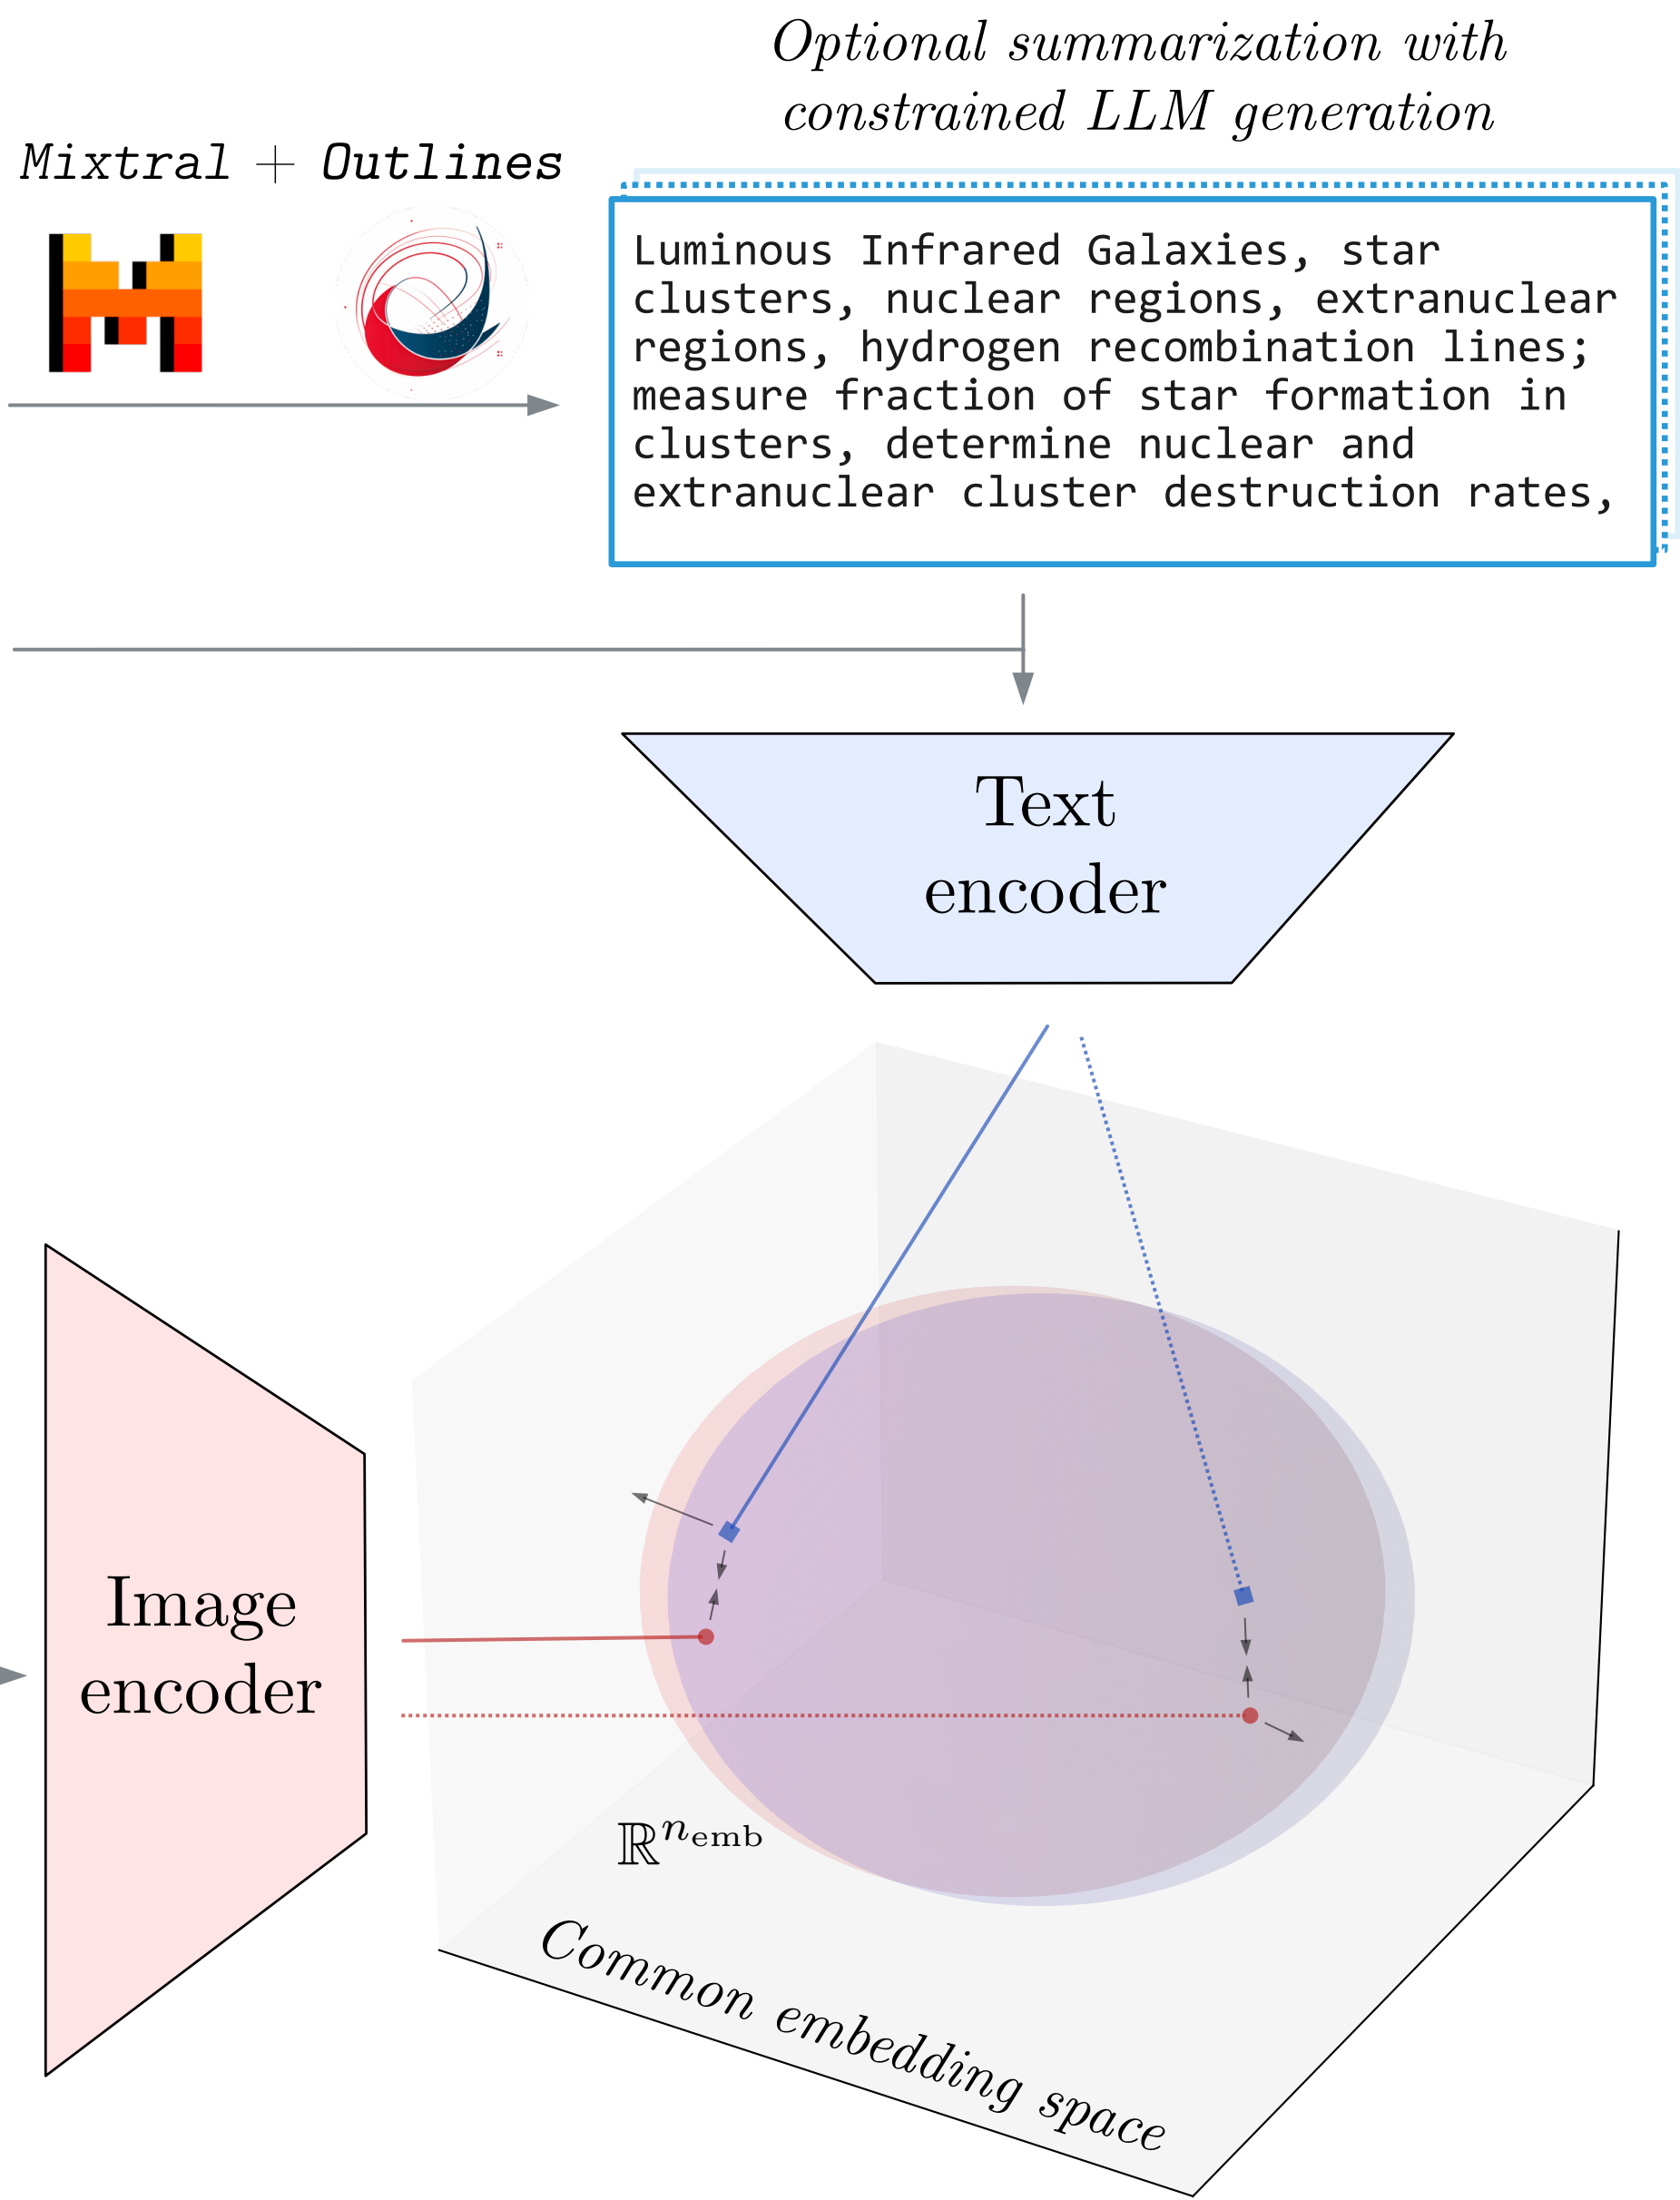 Optional summarization with
constrained LLM generation
Mixtral + Outlines
Luminous Infrared Galaxies, star
clusters, nuclear regions, extranuclear
regions, hydrogen recombination lines;
measure fraction of star formation in
clusters, determine nuclear and
extranuclear cluster destruction rates,
Text
encoder
Image
encoder
ℝ^{n_emb}
Common embedding space